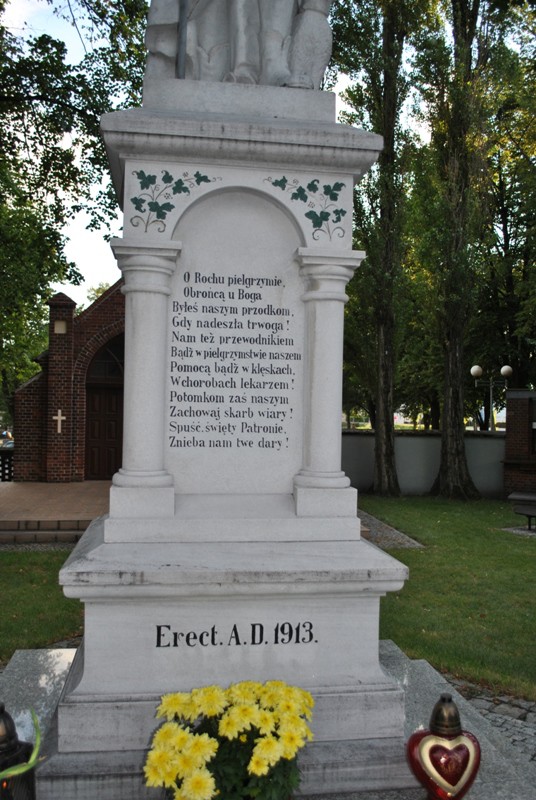 O Rochu pielgrzymie,
Obrońcą u Boga
Byłeś naszym przodkom,
Gdy nadeszła trwoga!
Nam też przewodnikiem
Bądź w pielgrzymstwie naszem
Pomocą bądź w klęskach,
W chorobach lekarzem!
Potomkom zaś naszym
Zachowaj skarb wiary!
Spuść, święty Patronie,
Z nieba nam twe dary!
Erect. A.D. 1913.